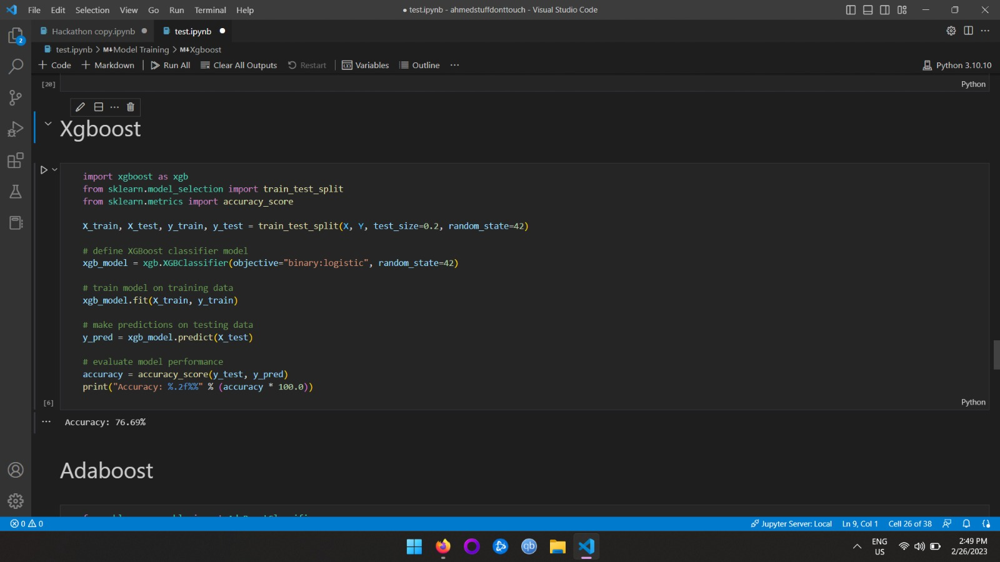 File Edit Selection View Go Run Terminal Help
● test.ipynb - ahmedstuffdonttouch - Visual Studio Code
2
Hackathon copy.ipynb
test.ipynb
test.ipynb > M↓Model Training > M↓Xgboost
+ Code + Markdown | Run All Clear All Outputs Restart | Variables Outline ...
Python 3.10.10
[20]
Python
Xgboost
import xgboost as xgb
from sklearn.model_selection import train_test_split
from sklearn.metrics import accuracy_score
X_train, X_test, y_train, y_test = train_test_split(X, Y, test_size=0.2, random_state=42)
# define XGBoost classifier model
xgb_model = xgb.XGBClassifier(objective="binary:logistic", random_state=42)
# train model on training data
xgb_model.fit(X_train, y_train)
# make predictions on testing data
y_pred = xgb_model.predict(X_test)
# evaluate model performance
accuracy = accuracy_score(y_test, y_pred)
print("Accuracy: %.2f%%" % (accuracy * 100.0))
[6]
Python
... Accuracy: 76.69%
Adaboost
0 0
Jupyter Server: Local Ln 9, Col 1 Cell 26 of 38
qb
ENG
US
2:49 PM
2/26/2023